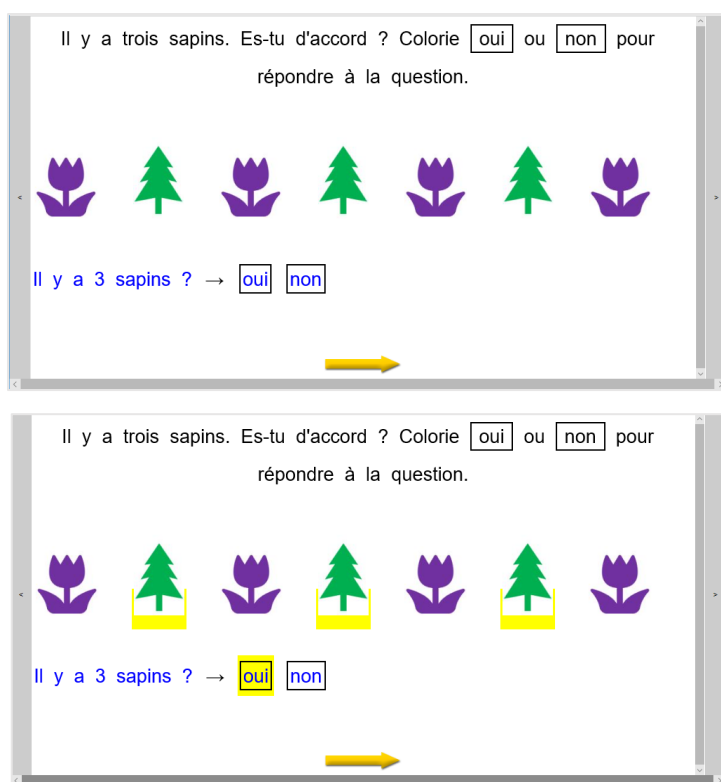 Il y a trois sapins. Es-tu d'accord ? Colorie oui ou non pour
répondre à la question.
Il y a 3 sapins ? → oui non
Il y a trois sapins. Es-tu d'accord ? Colorie oui ou non pour
répondre à la question.
Il y a 3 sapins ? → oui non